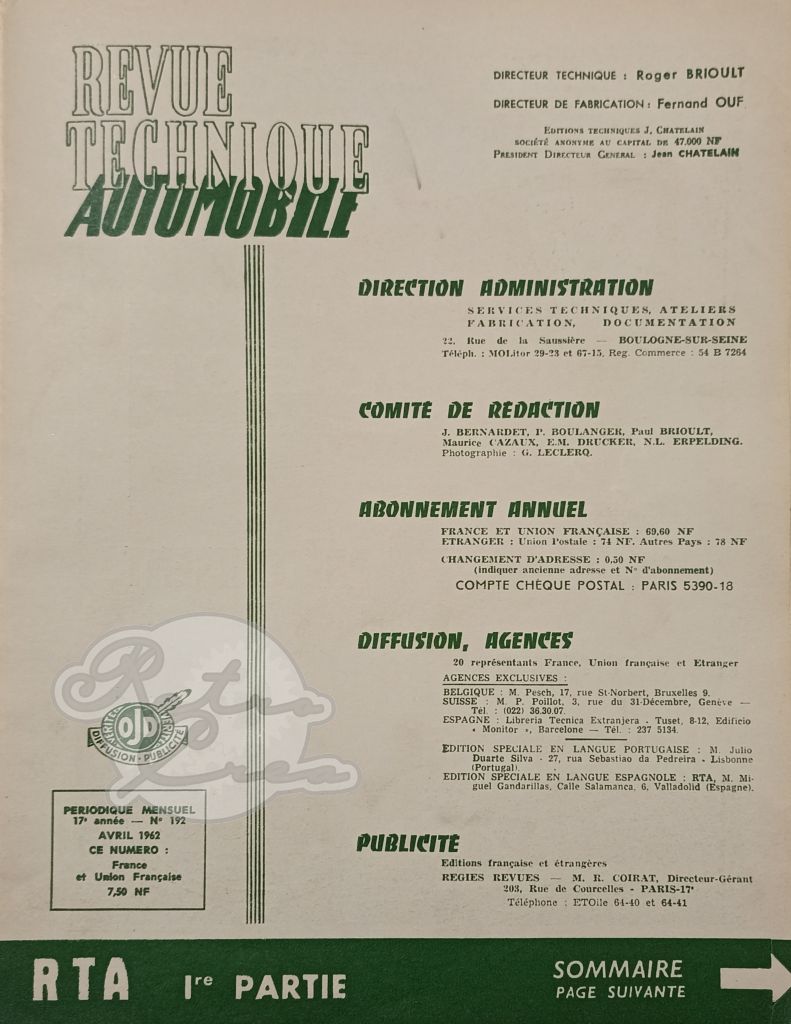 REVUE
TECHNIQUE
AUTOMOBILE
DIRECTEUR TECHNIQUE : Roger BRIOULT
DIRECTEUR DE FABRICATION : Fernand OUF
EDITIONS TECHNIQUES J. CHATELAIN
SOCIÉTÉ ANONYME AU CAPITAL DE 47.000 NF
PRESIDENT DIRECTEUR GENERAL : Jean CHATELAIN
DIRECTION ADMINISTRATION
SERVICES TECHNIQUES, ATELIERS
FABRICATION, DOCUMENTATION
22, Rue de la Saussière — BOULOGNE-SUR-SEINE
Téléph. : MOLitor 29-23 et 67-15, Reg. Commerce : 54 B 7264
COMITÉ DE RÉDACTION
J. BERNARDET, P. BOULANGER, Paul BRIOULT,
Maurice CAZAUX, E.M. DRUCKER, N.L. ERPELDING.
Photographie : G. LECLERQ.
ABONNEMENT ANNUEL
FRANCE ET UNION FRANÇAISE : 69,60 NF
ETRANGER : Union Postale : 74 NF. Autres Pays : 78 NF
CHANGEMENT D'ADRESSE : 0,50 NF
(indiquer ancienne adresse et N° d'abonnement)
COMPTE CHÈQUE POSTAL : PARIS 5390-18
DIFFUSION, AGENCES
20 représentants France, Union française et Etranger
AGENCES EXCLUSIVES :
BELGIQUE : M. Pesch, 17, rue St-Norbert, Bruxelles 9.
SUISSE : M. P. Poillot, 3, rue du 31-Décembre, Genève —
Tél. : (022) 36.30.07.
ESPAGNE : Libreria Tecnica Extranjera - Tuset, 8-12, Edificio
« Monitor », Barcelone — Tél. : 237 5134.
EDITION SPECIALE EN LANGUE PORTUGAISE : M. Julio
Duarte Silva - 27, rua Sebastiao da Pedreira - Lisbonne
(Portugal).
EDITION SPECIALE EN LANGUE ESPAGNOLE : RTA, M. Mi-
guel Gandarillas, Calle Salamanca, 6, Valladolid (Espagne).
PUBLICITÉ
Editions française et étrangères
REGIES REVUES — M. R. COIRAT, Directeur-Gérant
203, Rue de Courcelles - PARIS-17e
Téléphone : ETOile 64-40 et 64-41
Retro
Xrea
OJD
DIFFUSION - PUBLICITÉ
PERIODIQUE MENSUEL
17e année — N° 192
AVRIL 1962
CE NUMERO :
France
et Union Française
7,50 NF
RTA Ire PARTIE
SOMMAIRE
PAGE SUIVANTE